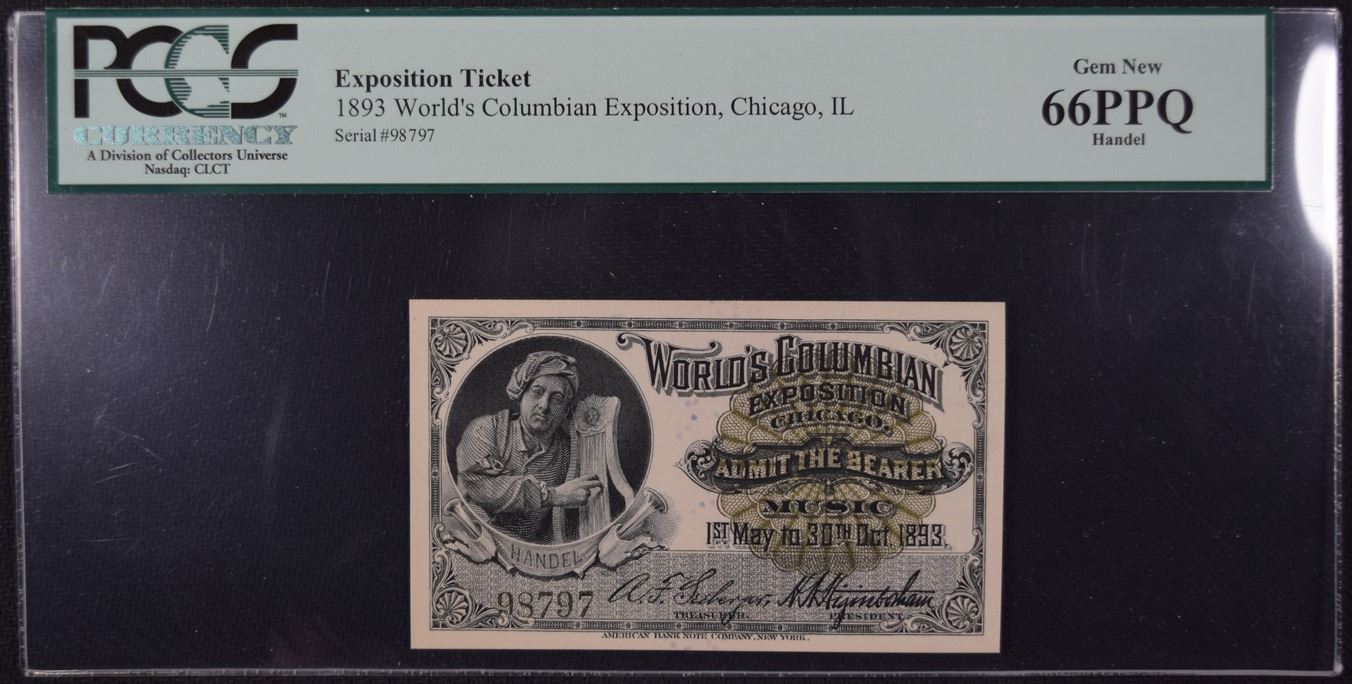 PCGS
CURRENCY
A Division of Collectors Universe
Nasdaq: CLCT
Exposition Ticket
1893 World's Columbian Exposition, Chicago, IL
Serial #98797
Gem New
66PPQ
Handel
WORLD'S COLUMBIAN
EXPOSITION
CHICAGO.
ADMIT THE BEARER
MUSIC
1ST May to 30TH Oct. 1893.
HANDEL
98797
A. F. Seeberger,
H. N. Higinbotham
TREASURER.
PRESIDENT.
AMERICAN BANK NOTE COMPANY, NEW YORK.